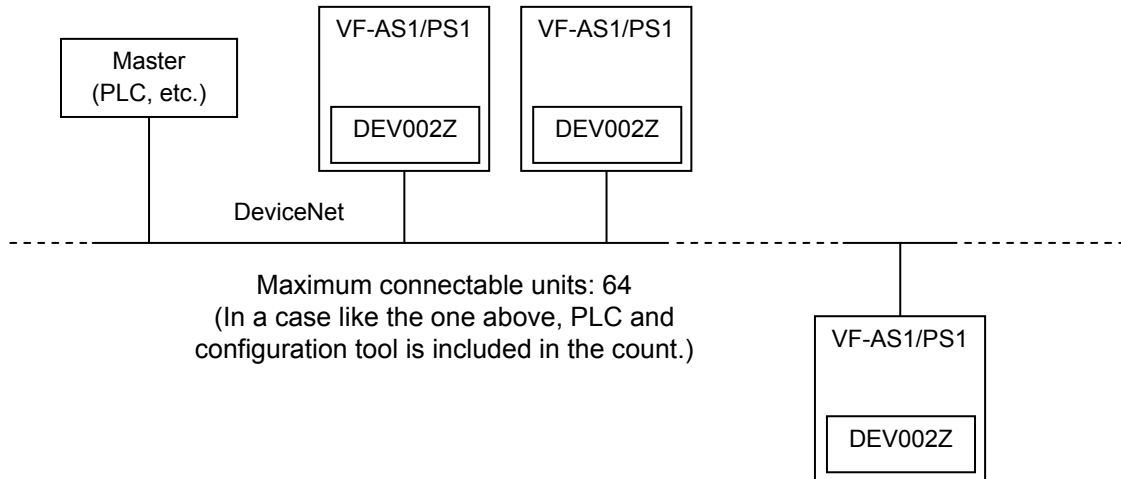 VF-AS1/PS1
VF-AS1/PS1
Master
(PLC, etc.)
DEV002Z
DEV002Z
DeviceNet
Maximum connectable units: 64
(In a case like the one above, PLC and
configuration tool is included in the count.)
VF-AS1/PS1
DEV002Z